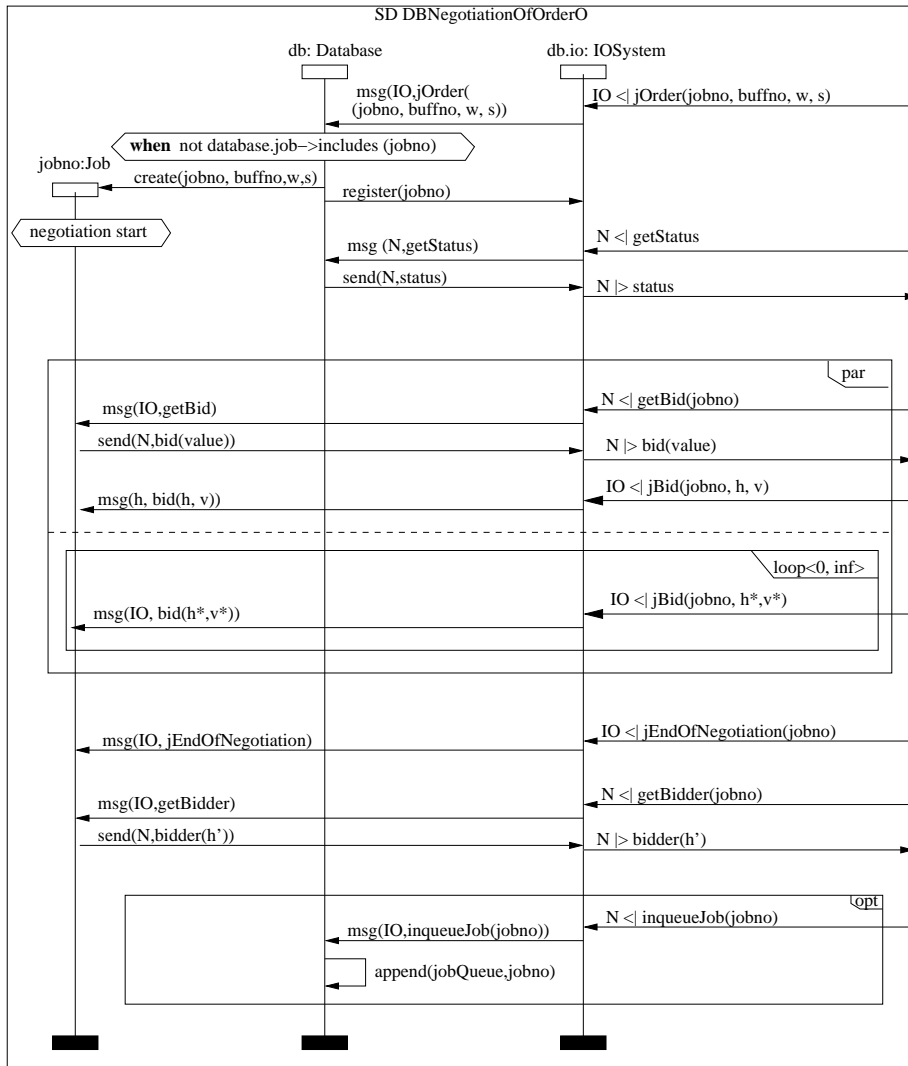 SD DBNegotiationOfOrderO
db: Database
db.io: IOSystem
msg(IO,jOrder(
(jobno, buffno, w, s))
IO <| jOrder(jobno, buffno, w, s)
when not database.job−>includes (jobno)
jobno:Job
create(jobno, buffno,w,s)
register(jobno)
negotiation start
N <| getStatus
msg (N,getStatus)
send(N,status)
N |> status
par
N <| getBid(jobno)
msg(IO,getBid)
send(N,bid(value))
N |> bid(value)
IO <| jBid(jobno, h, v)
msg(h, bid(h, v))
loop<0, inf>
IO <| jBid(jobno, h*,v*)
msg(IO, bid(h*,v*))
IO <| jEndOfNegotiation(jobno)
msg(IO, jEndOfNegotiation)
N <| getBidder(jobno)
msg(IO,getBidder)
send(N,bidder(h’))
N |> bidder(h’)
opt
N <| inqueueJob(jobno)
msg(IO,inqueueJob(jobno))
append(jobQueue,jobno)